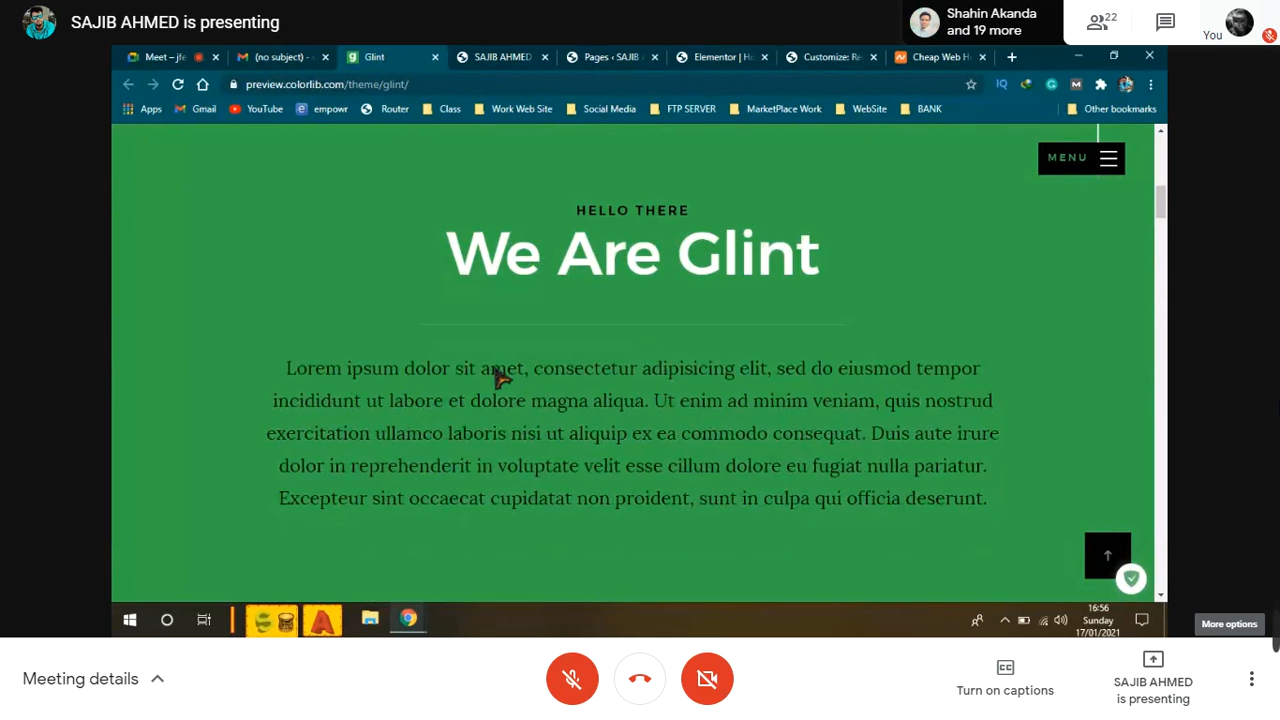 SAJIB AHMED is presenting
Shahin Akanda
and 19 more
22
You
Meet – jfe
(no subject) -
Glint
SAJIB AHMED
Pages ‹ SAJIB
Elementor | H
Customize: Re
Cheap Web H
preview.colorlib.com/theme/glint/
IQ
Apps
Gmail
YouTube
empowr
Router
Class
Work Web Site
Social Media
FTP SERVER
MarketPlace Work
WebSite
BANK
Other bookmarks
MENU
HELLO THERE
We Are Glint
Lorem ipsum dolor sit amet, consectetur adipisicing elit, sed do eiusmod tempor
incididunt ut labore et dolore magna aliqua. Ut enim ad minim veniam, quis nostrud
exercitation ullamco laboris nisi ut aliquip ex ea commodo consequat. Duis aute irure
dolor in reprehenderit in voluptate velit esse cillum dolore eu fugiat nulla pariatur.
Excepteur sint occaecat cupidatat non proident, sunt in culpa qui officia deserunt.
16:56
Sunday
17/01/2021
More options
Meeting details
CC
Turn on captions
SAJIB AHMED
is presenting